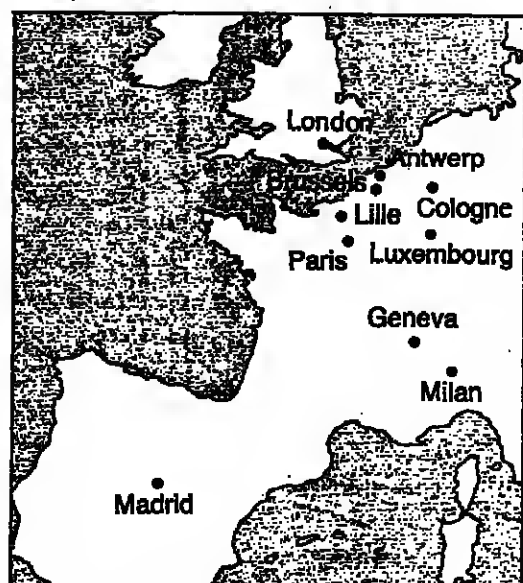 London
Antwerp
Brussels
Lille
Cologne
Paris
Luxembourg
Geneva
Milan
Madrid